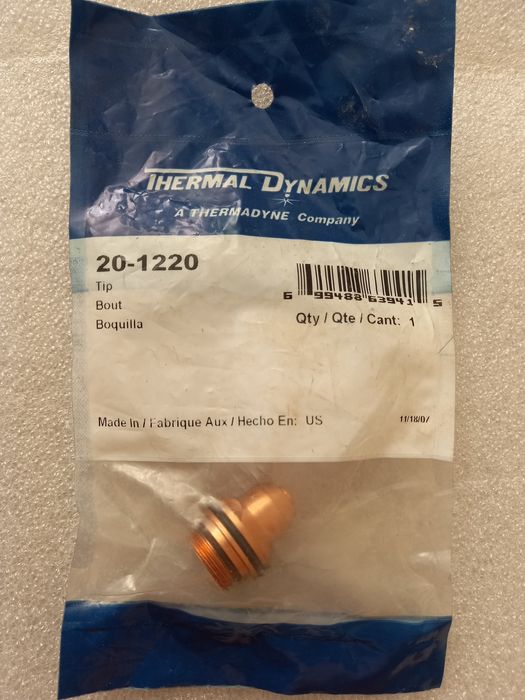 THERMAL DYNAMICS
A THERMADYNE Company
20-1220
Tip
Bout
Boquilla
6 99488 63941 5
Qty / Qte / Cant: 1
Made In / Fabrique Aux / Hecho En: US
11/18/07